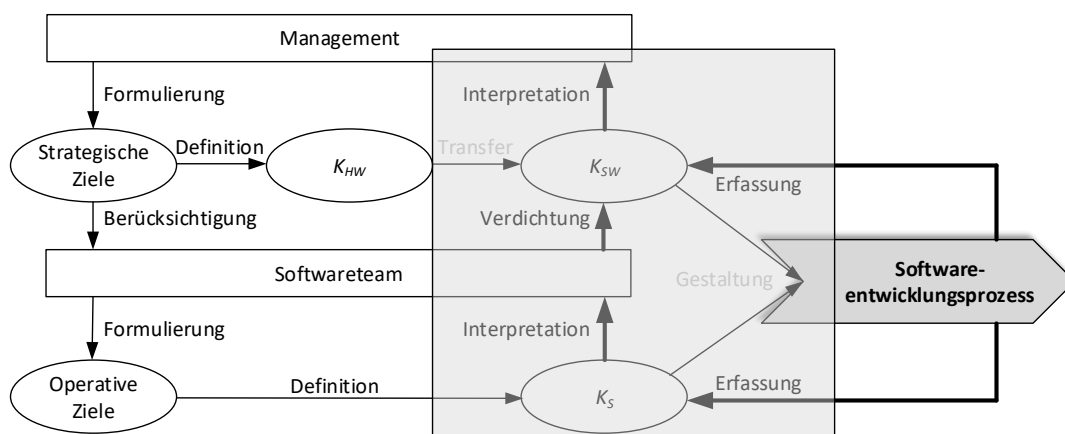 Management
Formulierung
Interpretation
Strategische
Ziele
Definition
K_HW
Transfer
K_SW
Erfassung
Berücksichtigung
Verdichtung
Softwareteam
Gestaltung
Software-
entwicklungsprozess
Formulierung
Interpretation
Operative
Ziele
Definition
K_S
Erfassung